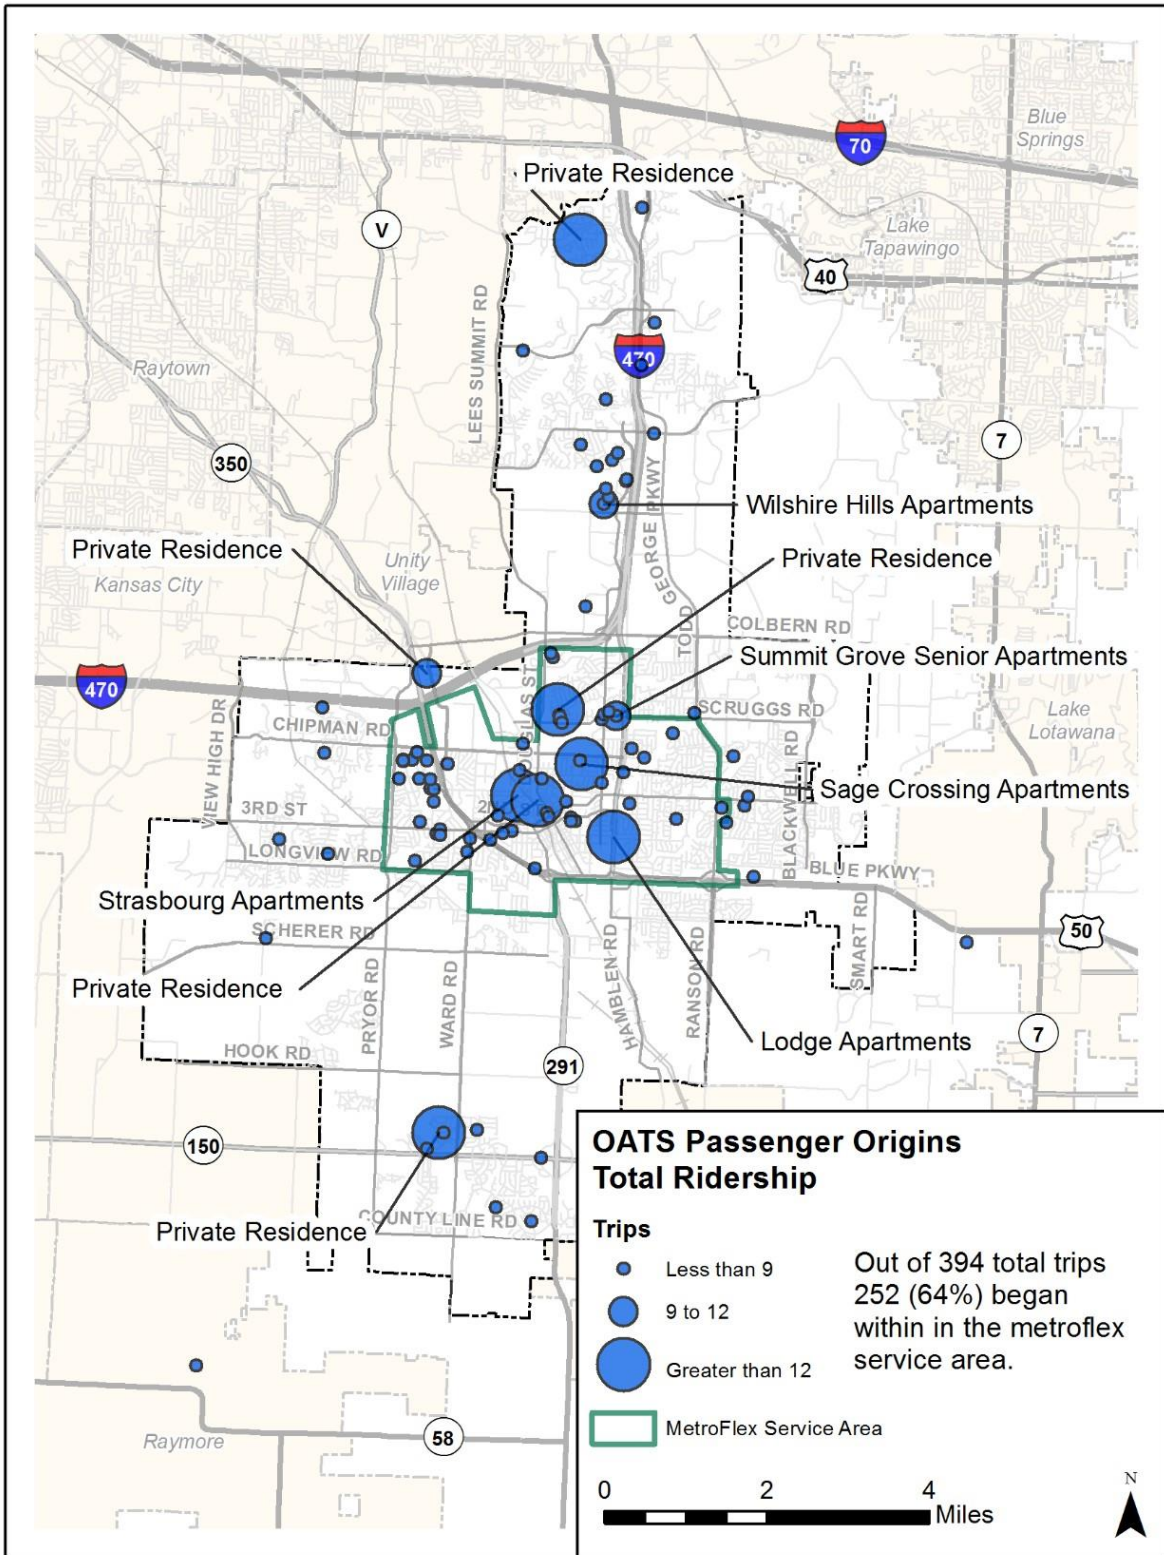 Blue
Springs
70
Private Residence
V
Lake
Tapawingo
40
LEES SUMMIT RD
470
Raytown
7
350
GEORGE PKWY
Wilshire Hills Apartments
Private Residence
Private Residence
Unity
Village
Kansas City
TODD
COLBERN RD
Summit Grove Senior Apartments
470
VIEW HIGH DR
CHIPMAN RD
DOUGLAS ST
SCRUGGS RD
Lake
Lotawana
BLACKWELL RD
Sage Crossing Apartments
3RD ST
LONGVIEW RD
BLUE PKWY
Strasbourg Apartments
SCHERER RD
50
SMART RD
Private Residence
PRYOR RD
WARD RD
HAMBLEN RD
RANSON RD
Lodge Apartments
7
HOOK RD
291
150
Private Residence
COUNTY LINE RD
Raymore
58
OATS Passenger Origins
Total Ridership
Trips
Less than 9
9 to 12
Greater than 12
MetroFlex Service Area
Out of 394 total trips
252 (64%) began
within in the metroflex
service area.
0 2 4
Miles
N